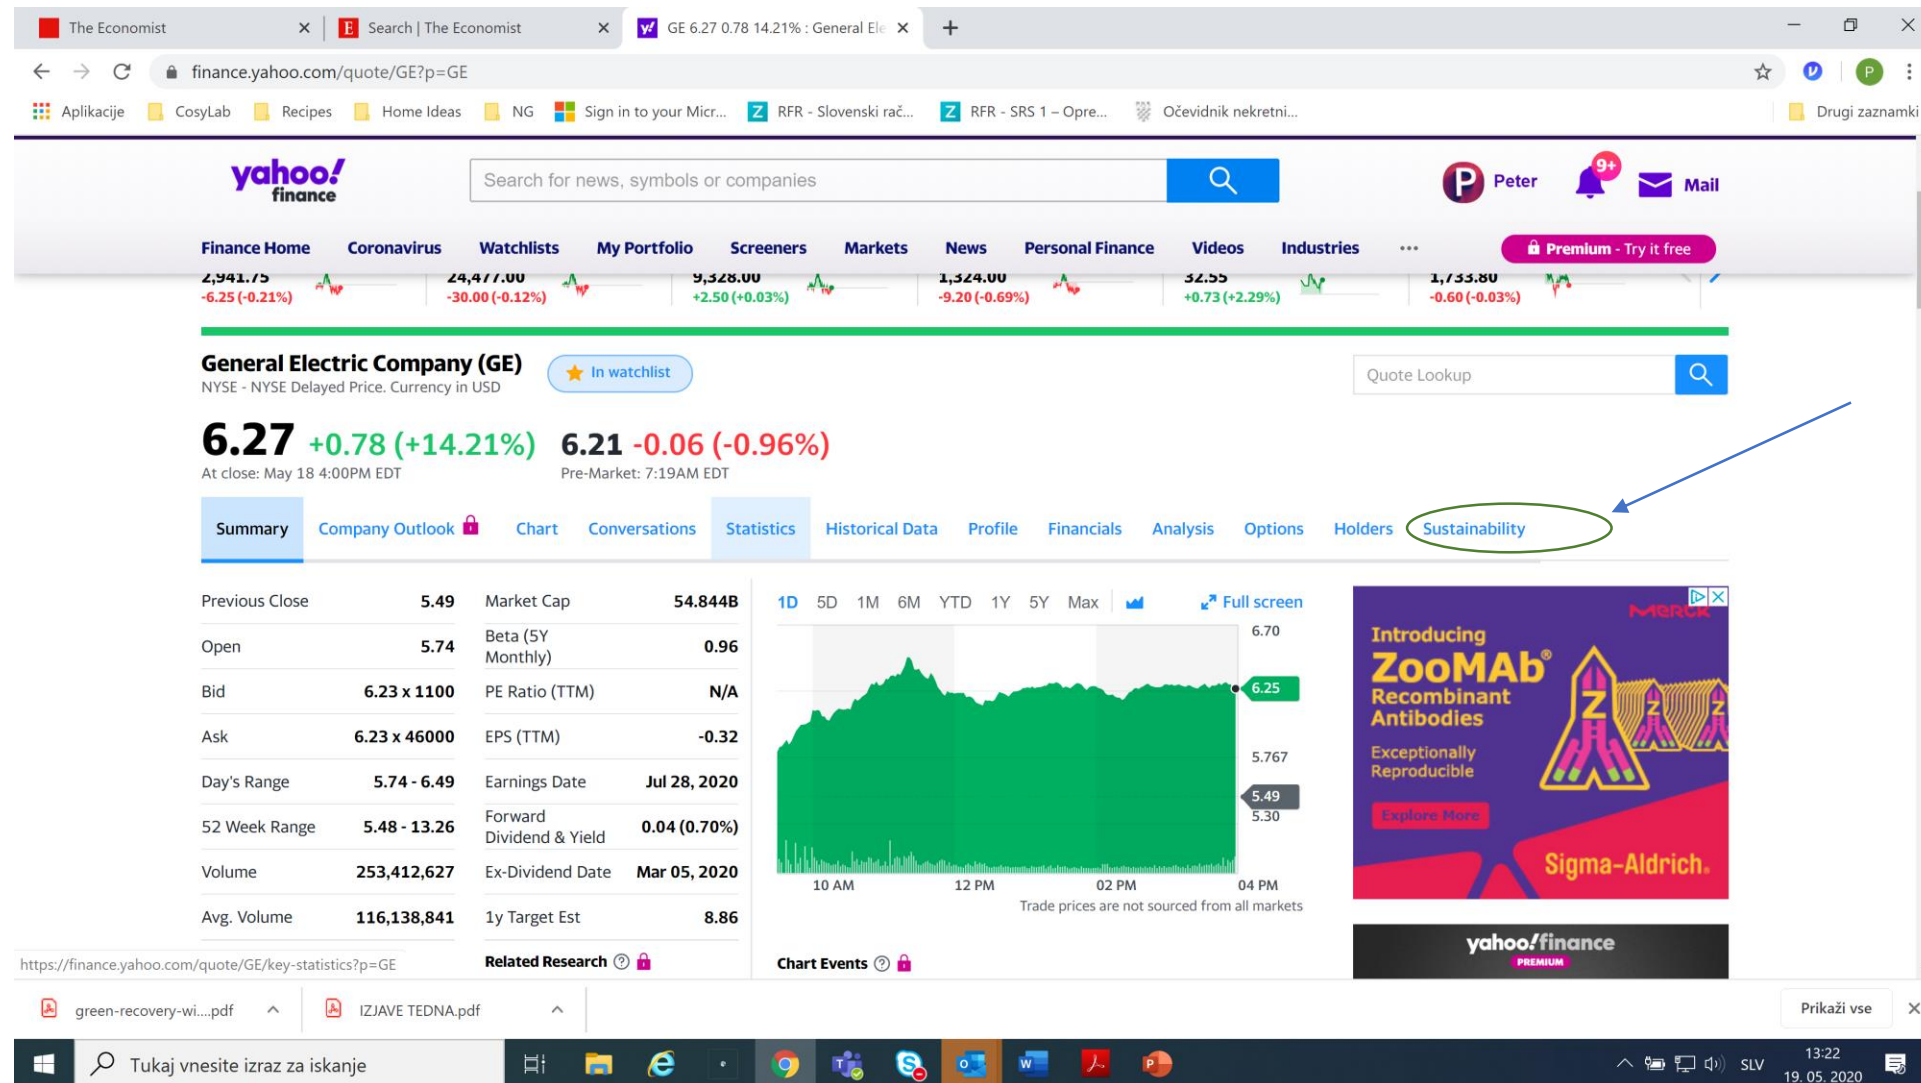 The Economist
Search | The Economist
GE 6.27 0.78 14.21% : General Ele
finance.yahoo.com/quote/GE?p=GE
Aplikacije CosyLab Recipes Home Ideas NG Sign in to your Micr... RFR - Slovenski rač... RFR - SRS 1 – Opre... Očevidnik nekretni... Drugi zaznamki
yahoo!
finance
Search for news, symbols or companies
Peter
9+
Mail
Finance Home Coronavirus Watchlists My Portfolio Screeners Markets News Personal Finance Videos Industries ... Premium - Try it free
2,941.75 24,477.00 9,328.00 1,324.00 32.55 1,733.80
-6.25 (-0.21%) -30.00 (-0.12%) +2.50 (+0.03%) -9.20 (-0.69%) +0.73 (+2.29%) -0.60 (-0.03%)
General Electric Company (GE)
In watchlist
NYSE - NYSE Delayed Price. Currency in USD
Quote Lookup
6.27 +0.78 (+14.21%) 6.21 -0.06 (-0.96%)
At close: May 18 4:00PM EDT Pre-Market: 7:19AM EDT
Summary Company Outlook Chart Conversations Statistics Historical Data Profile Financials Analysis Options Holders Sustainability
Previous Close 5.49
Open 5.74
Bid 6.23 x 1100
Ask 6.23 x 46000
Day's Range 5.74 - 6.49
52 Week Range 5.48 - 13.26
Volume 253,412,627
Avg. Volume 116,138,841
Market Cap 54.844B
Beta (5Y
Monthly) 0.96
PE Ratio (TTM) N/A
EPS (TTM) -0.32
Earnings Date Jul 28, 2020
Forward
Dividend & Yield 0.04 (0.70%)
Ex-Dividend Date Mar 05, 2020
1y Target Est 8.86
Related Research
1D 5D 1M 6M YTD 1Y 5Y Max Full screen
6.70
6.25
5.767
5.49
5.30
10 AM 12 PM 02 PM 04 PM
Trade prices are not sourced from all markets
Chart Events
Merck
Introducing
ZooMAb®
Recombinant
Antibodies
Exceptionally
Reproducible
Explore More
Sigma-Aldrich.
yahoo!finance
PREMIUM
https://finance.yahoo.com/quote/GE/key-statistics?p=GE
green-recovery-wi....pdf IZJAVE TEDNA.pdf Prikaži vse
Tukaj vnesite izraz za iskanje
SLV
13:22
19. 05. 2020